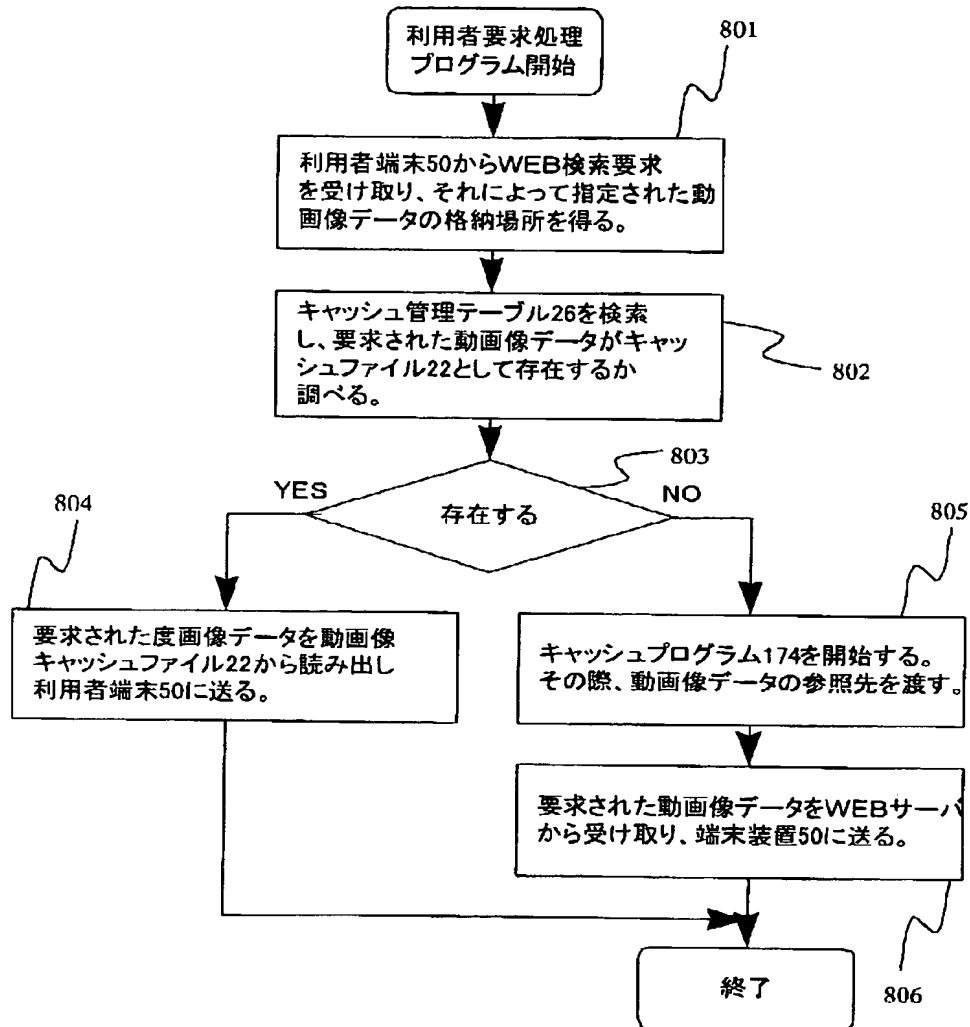 利用者要求処理
プログラム開始
801
利用者端末50からWEB検索要求
を受け取り、それによって指定された動
画像データの格納場所を得る。
キャッシュ管理テーブル26を検索
し、要求された動画像データがキャッ
シュファイル22として存在するか
調べる。
802
803
YES
存在する
NO
804
805
要求された度画像データを動画像
キャッシュファイル22から読み出し
利用者端末50に送る。
キャッシュプログラム174を開始する。
その際、動画像データの参照先を渡す。
要求された動画像データをWEBサーバ
から受け取り、端末装置50に送る。
終了
806